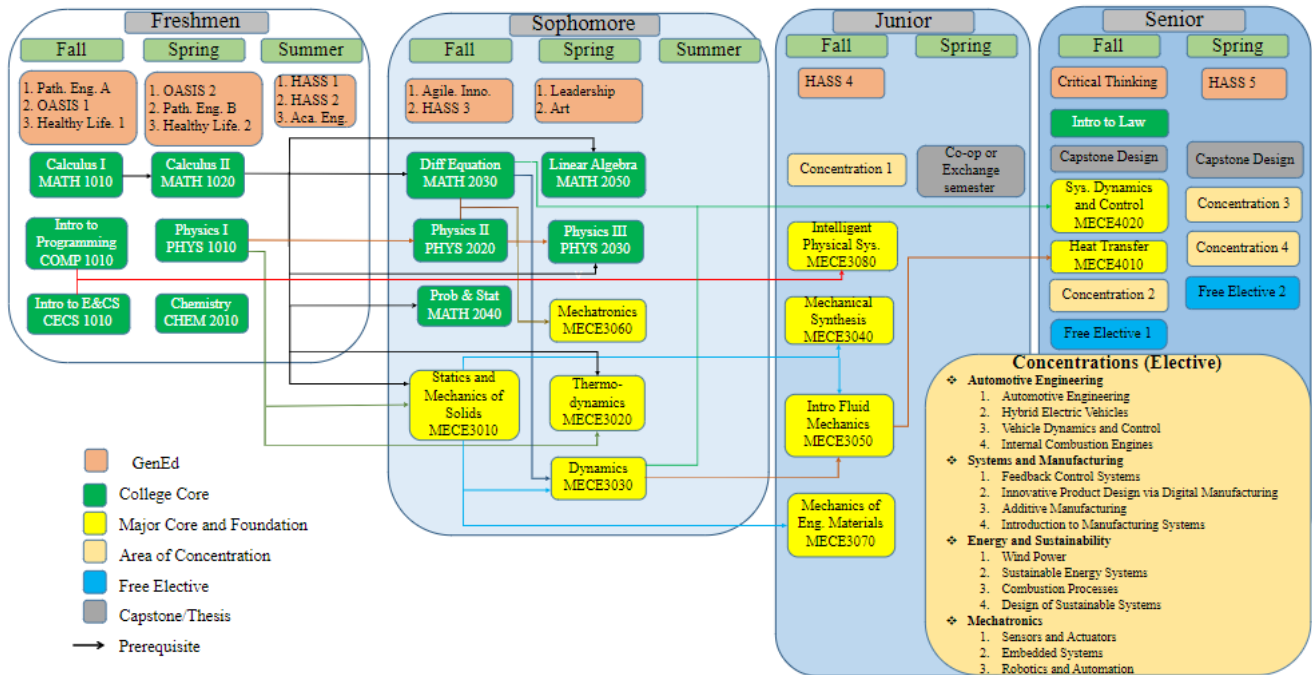 Freshmen
Fall
Spring
Summer
1. Path. Eng. A
2. OASIS 1
3. Healthy Life. 1
1. OASIS 2
2. Path. Eng. B
3. Healthy Life. 2
1. HASS 1
2. HASS 2
3. Aca. Eng.
Calculus I
MATH 1010
Calculus II
MATH 1020
Intro to
Programming
COMP 1010
Physics I
PHYS 1010
Intro to E&CS
CECS 1010
Chemistry
CHEM 2010
Sophomore
Fall
Spring
Summer
1. Agile. Inno.
2. HASS 3
1. Leadership
2. Art
Diff Equation
MATH 2030
Linear Algebra
MATH 2050
Physics II
PHYS 2020
Physics III
PHYS 2030
Prob & Stat
MATH 2040
Mechatronics
MECE3060
Statics and
Mechanics of
Solids
MECE3010
Thermo-
dynamics
MECE3020
Dynamics
MECE3030
Junior
Fall
Spring
HASS 4
Concentration 1
Co-op or
Exchange
semester
Intelligent
Physical Sys.
MECE3080
Mechanical
Synthesis
MECE3040
Intro Fluid
Mechanics
MECE3050
Mechanics of
Eng. Materials
MECE3070
Senior
Fall
Spring
Critical Thinking
HASS 5
Intro to Law
Capstone Design
Capstone Design
Sys. Dynamics
and Control
MECE4020
Concentration 3
Heat Transfer
MECE4010
Concentration 4
Concentration 2
Free Elective 2
Free Elective 1
Concentrations (Elective)
❖ Automotive Engineering
1. Automotive Engineering
2. Hybrid Electric Vehicles
3. Vehicle Dynamics and Control
4. Internal Combustion Engines
❖ Systems and Manufacturing
1. Feedback Control Systems
2. Innovative Product Design via Digital Manufacturing
3. Additive Manufacturing
4. Introduction to Manufacturing Systems
❖ Energy and Sustainability
1. Wind Power
2. Sustainable Energy Systems
3. Combustion Processes
4. Design of Sustainable Systems
❖ Mechatronics
1. Sensors and Actuators
2. Embedded Systems
3. Robotics and Automation
GenEd
College Core
Major Core and Foundation
Area of Concentration
Free Elective
Capstone/Thesis
Prerequisite